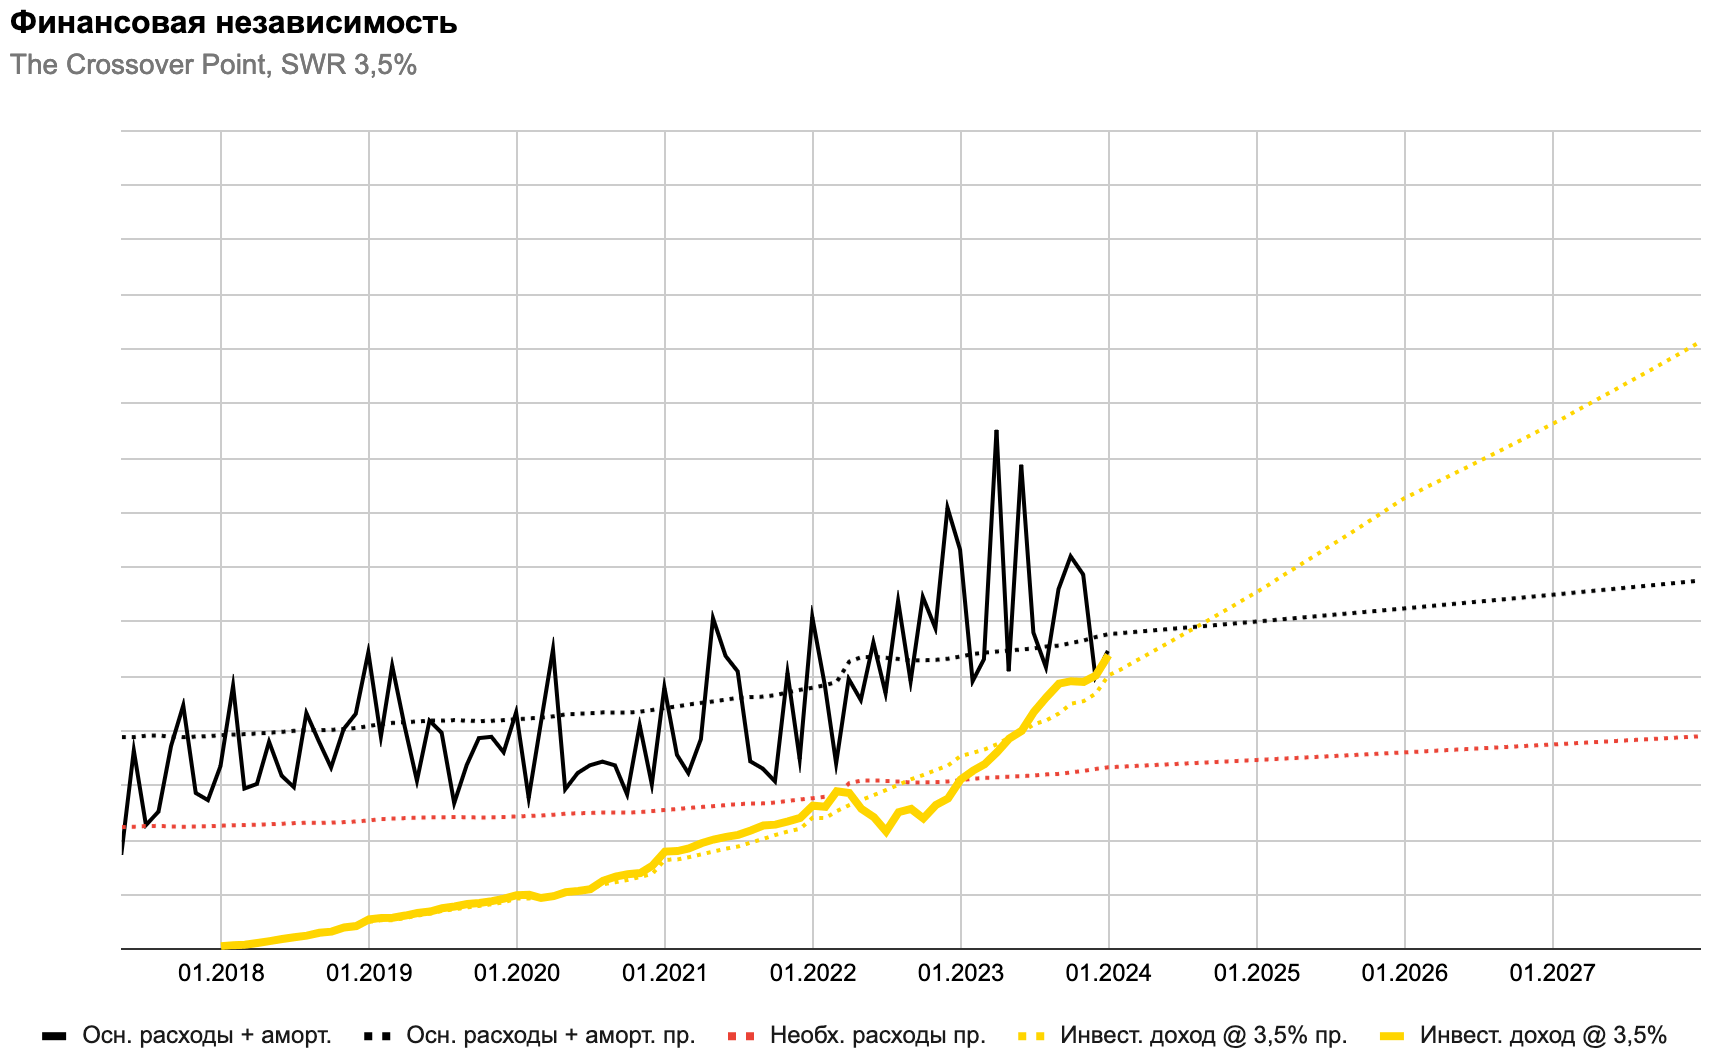 Финансовая независимость
The Crossover Point, SWR 3,5%
01.2018 01.2019 01.2020 01.2021 01.2022 01.2023 01.2024 01.2025 01.2026 01.2027
Осн. расходы + аморт. Осн. расходы + аморт. пр. Необх. расходы пр. Инвест. доход @ 3,5% пр. Инвест. доход @ 3,5%